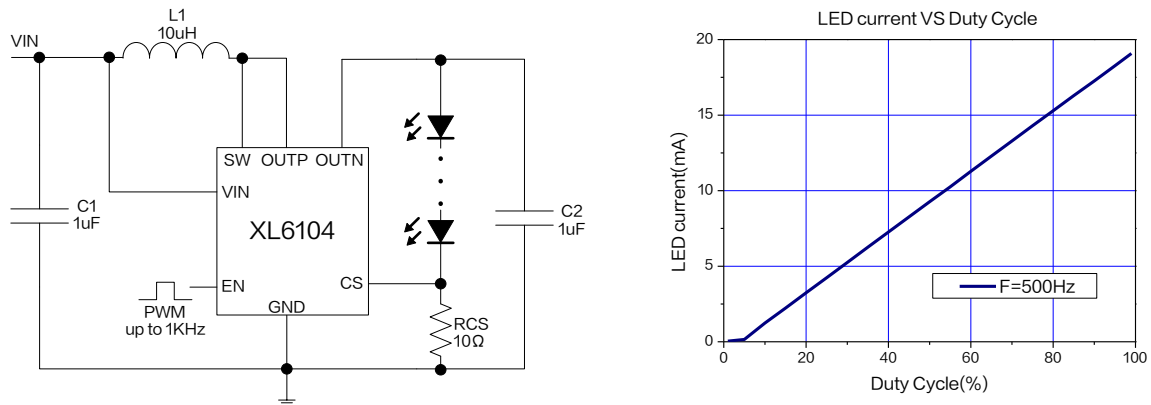 L1
10uH
VIN
SW OUTP OUTN
VIN
C1
1uF
XL6104
C2
1uF
EN
CS
PWM
up to 1KHz
GND
RCS
10Ω
LED current VS Duty Cycle
20
15
10
5
0
LED current(mA)
F=500Hz
0 20 40 60 80 100
Duty Cycle(%)